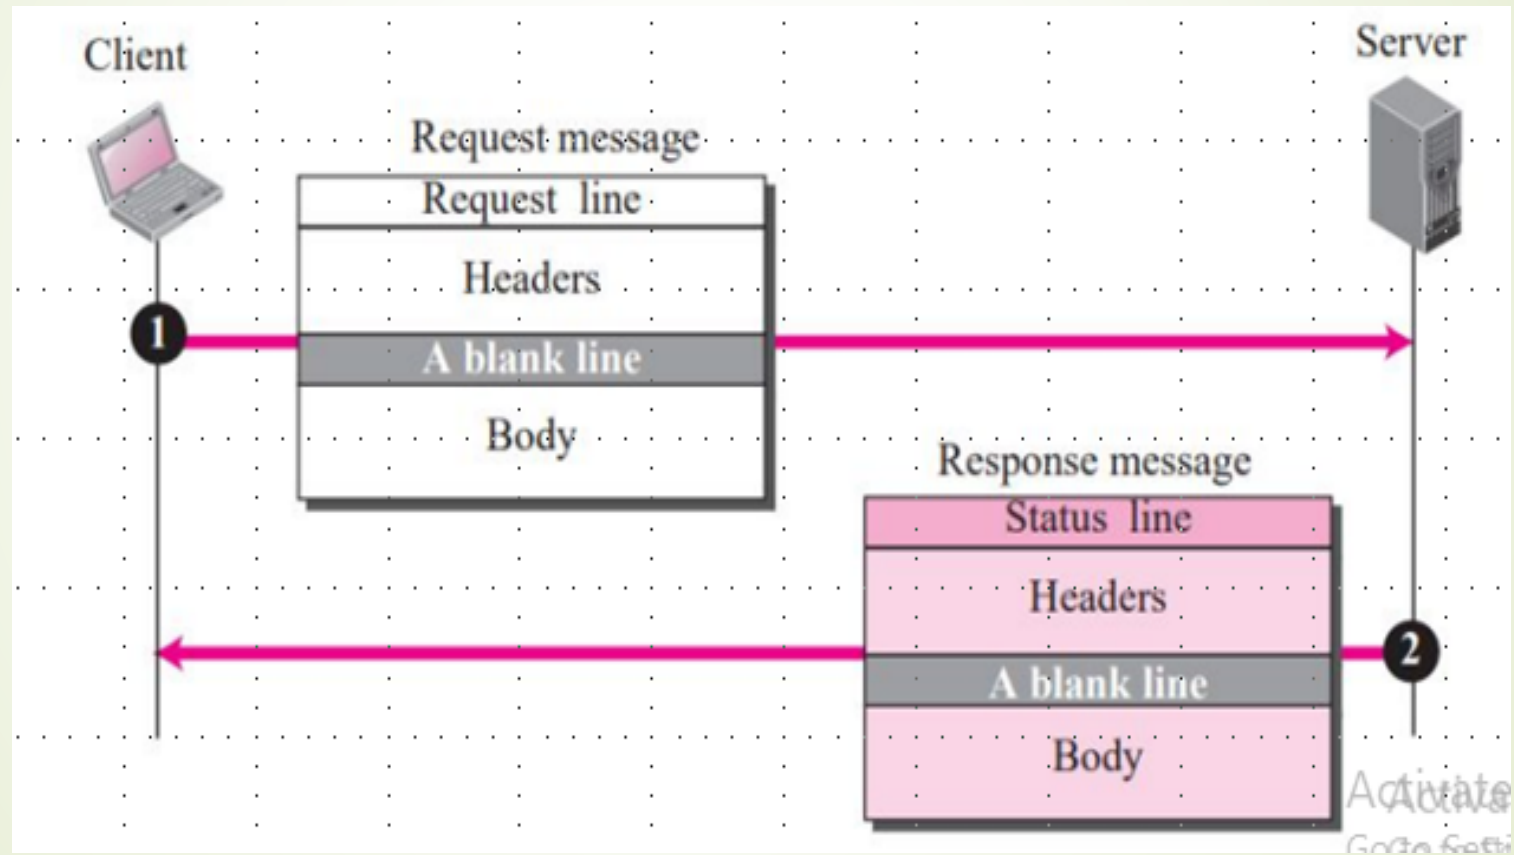 Client
Server
Request message
Request line
Headers
1
A blank line
Body
Response message
Status line
Headers
2
A blank line
Body
Activate